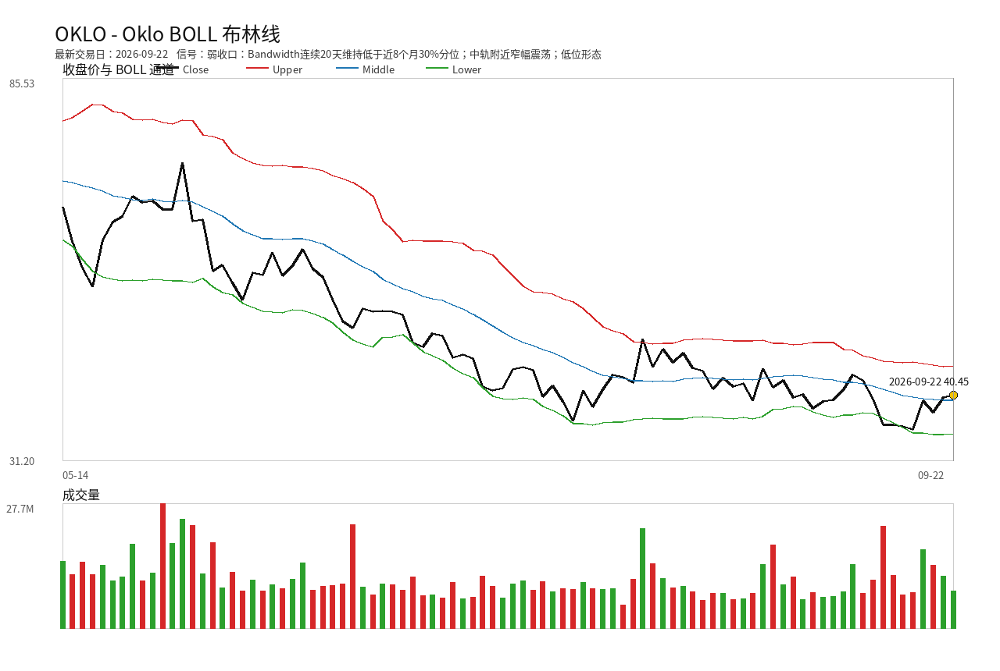 OKLO - Oklo BOLL 布林线
最新交易日：2026-09-22 信号：弱收口：Bandwidth连续20天维持低于近8个月30%分位；中轨附近窄幅震荡；低位形态
收盘价与 BOLL 通道 Close Upper Middle Lower
85.53
2026-09-22 40.45
31.20
05-14 09-22
成交量
27.7M